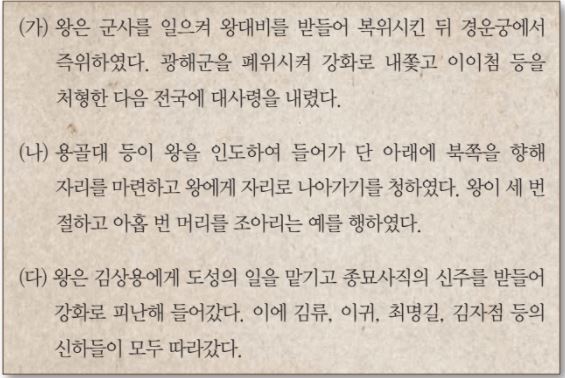 (가) 왕은 군사를 일으켜 왕대비를 받들어 복위시킨 뒤 경운궁에서
즉위하였다. 광해군을 폐위시켜 강화로 내쫓고 이이첨 등을
처형한 다음 전국에 대사령을 내렸다.
(나) 용골대 등이 왕을 인도하여 들어가 단 아래에 북쪽을 향해
자리를 마련하고 왕에게 자리로 나아가기를 청하였다. 왕이 세 번
절하고 아홉 번 머리를 조아리는 예를 행하였다.
(다) 왕은 김상용에게 도성의 일을 맡기고 종묘사직의 신주를 받들어
강화로 피난해 들어갔다. 이에 김류, 이귀, 최명길, 김자점 등의
신하들이 모두 따라갔다.